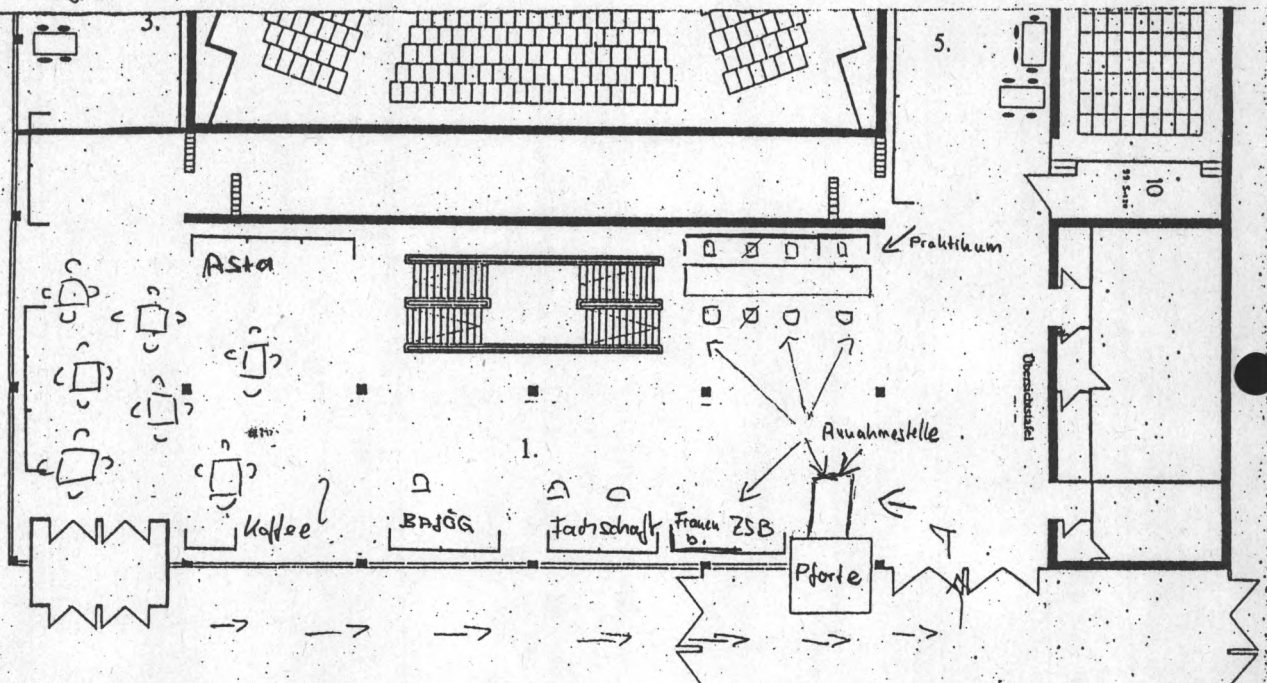 3.
5.
10
Praktikum
AStA
Übersichtstafel
Annahmestelle
1.
Kaffee
BAföG
Fachschaft
Frauen
b.
ZSB
Pforte